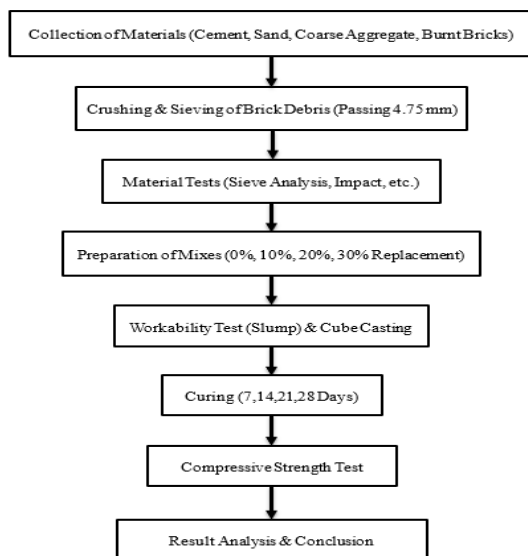 Collection of Materials (Cement, Sand, Coarse Aggregate, Burnt Bricks)
Crushing & Sieving of Brick Debris (Passing 4.75 mm)
Material Tests (Sieve Analysis, Impact, etc.)
Preparation of Mixes (0%, 10%, 20%, 30% Replacement)
Workability Test (Slump) & Cube Casting
Curing (7,14,21,28 Days)
Compressive Strength Test
Result Analysis & Conclusion